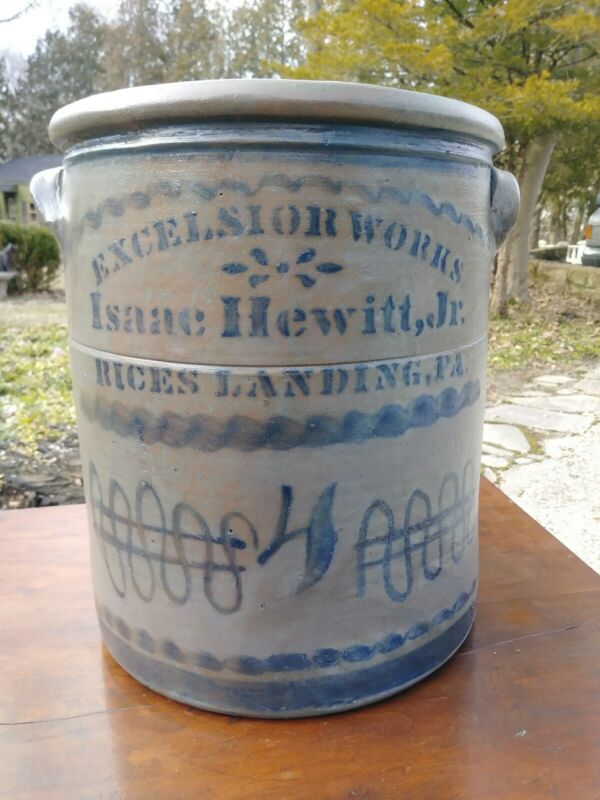 EXCELSIOR WORKS
Isaac Hewitt, Jr.
RICES LANDING, PA.
4